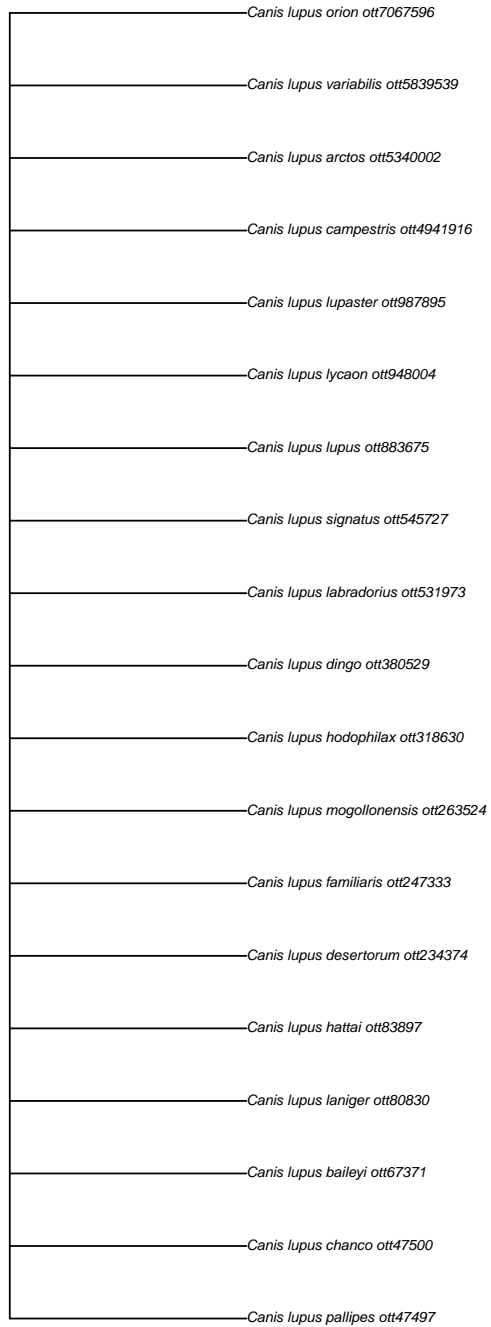 Canis lupus orion ott7067596
Canis lupus variabilis ott5839539
Canis lupus arctos ott5340002
Canis lupus campestris ott4941916
Canis lupus lupaster ott987895
Canis lupus lycaon ott948004
Canis lupus lupus ott883675
Canis lupus signatus ott545727
Canis lupus labradorius ott531973
Canis lupus dingo ott380529
Canis lupus hodophilax ott318630
Canis lupus mogollonensis ott263524
Canis lupus familiaris ott247333
Canis lupus desertorum ott234374
Canis lupus hattai ott83897
Canis lupus laniger ott80830
Canis lupus baileyi ott67371
Canis lupus chanco ott47500
Canis lupus pallipes ott47497